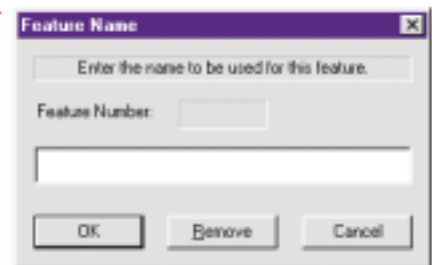 Feature Name
Enter the name to be used for this feature.
Feature Number:
OK
Remove
Cancel